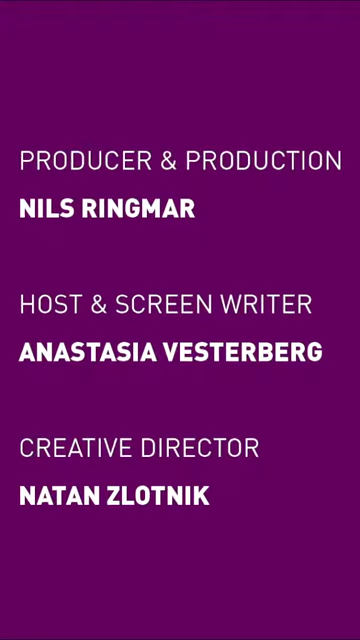 PRODUCER & PRODUCTION
NILS RINGMAR
HOST & SCREEN WRITER
ANASTASIA VESTERBERG
CREATIVE DIRECTOR
NATAN ZLOTNIK